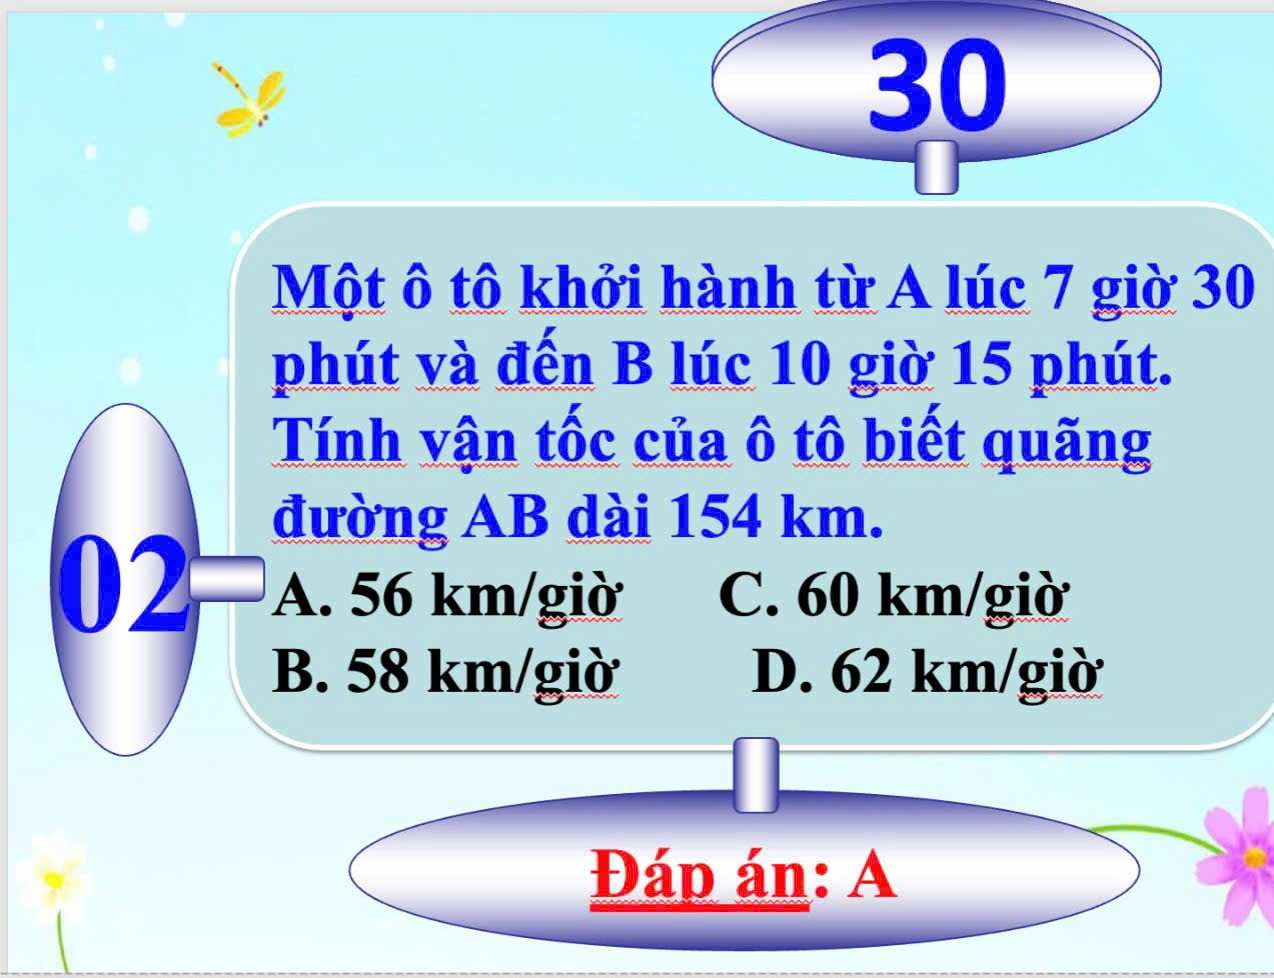 30
Một ô tô khởi hành từ A lúc 7 giờ 30
phút và đến B lúc 10 giờ 15 phút.
Tính vận tốc của ô tô biết quãng
đường AB dài 154 km.
02
A. 56 km/giờ C. 60 km/giờ
B. 58 km/giờ D. 62 km/giờ
Đáp án: A